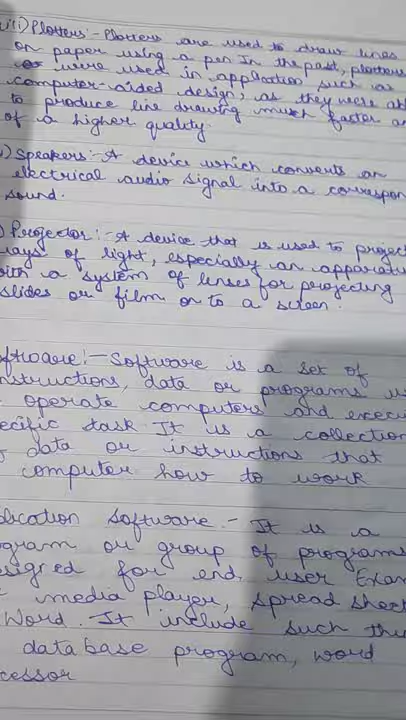 iii) Plotters:- Plotters are used to draw lines
on paper using a pen In the past, plotters
were used in application such as
computer-aided design, as they were ab
to produce line drawing much faster an
of a higher quality.
) Speakers:- A device which converts an
electrical audio signal into a correspon
sound.
) Projector:- A device that is used to project
rays of light, especially an apparatu
with a system of lenses for projecting
slides or film on to a screen.
oftware:- Software is a set of
nstructions, data or programs us
operate computers and execu
ecific task. It is a collection
data or instructions that
computer how to work
lication Software.- It is a
ogram or group of programs
esigned for end user Exam
media player, Spread sheet
Word. It include such thi
database program, word
cessor